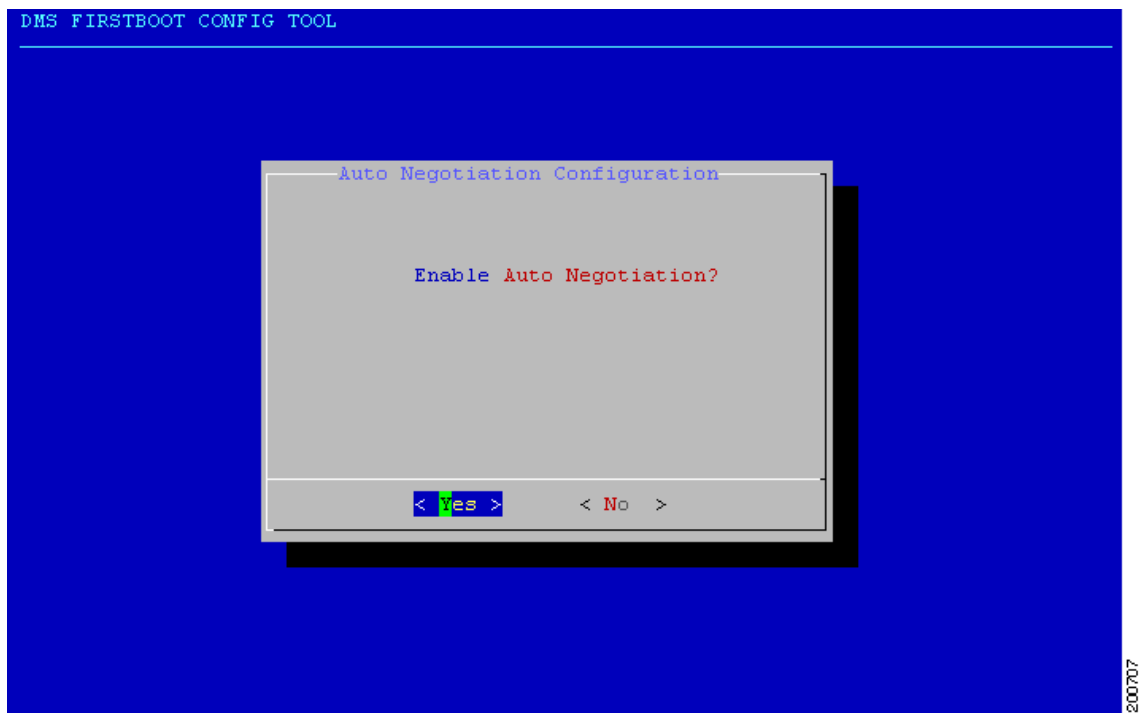 DMS FIRSTBOOT CONFIG TOOL
Auto Negotiation Configuration
Enable Auto Negotiation?
< Yes > < No >
200707